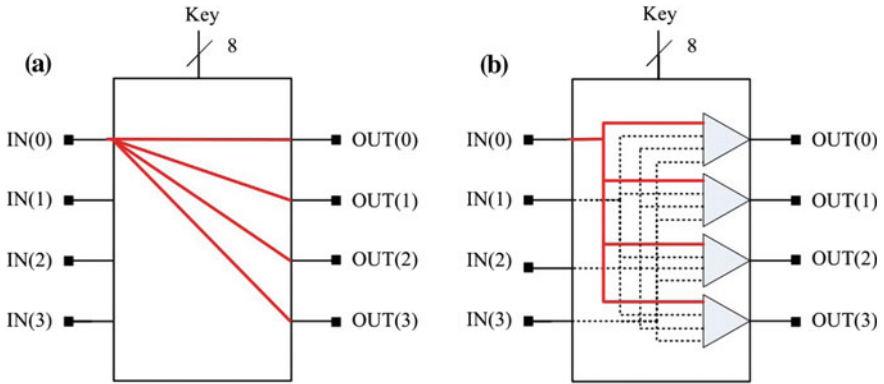 Key
8
(a)
IN(0)
IN(1)
IN(2)
IN(3)
OUT(0)
OUT(1)
OUT(2)
OUT(3)
Key
8
(b)
IN(0)
IN(1)
IN(2)
IN(3)
OUT(0)
OUT(1)
OUT(2)
OUT(3)